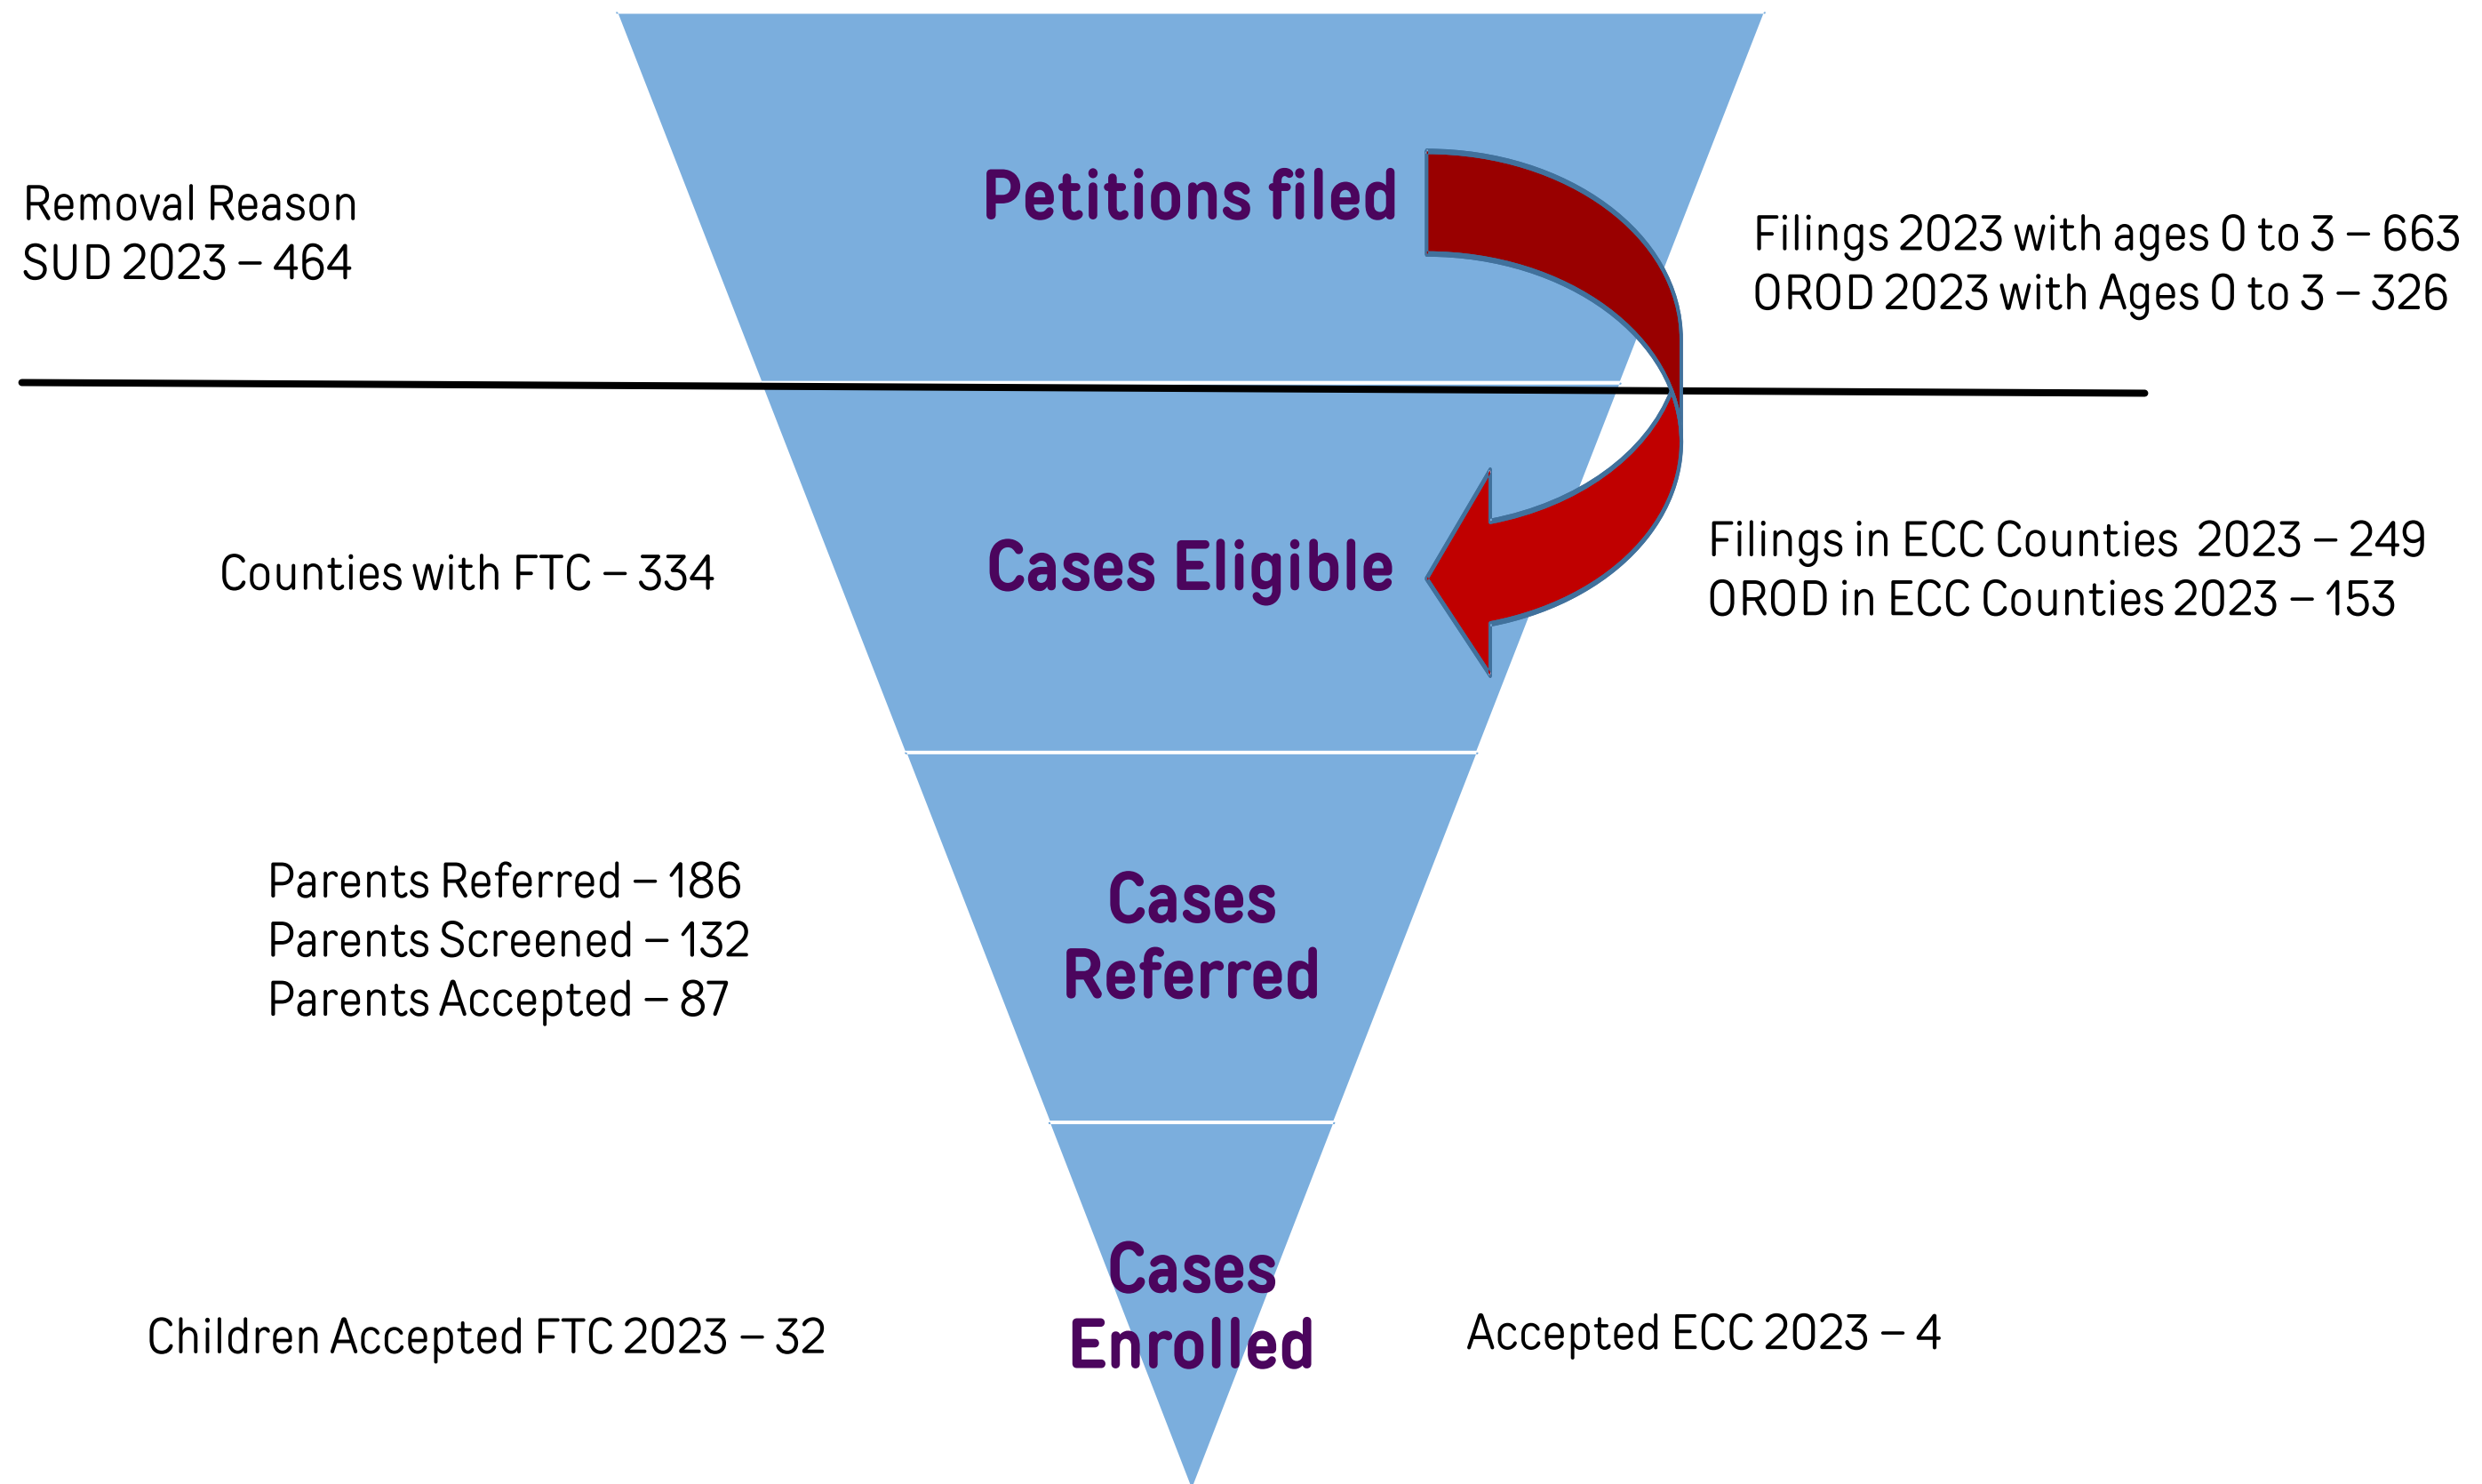 Petitions filed
Removal Reason
SUD 2023 – 464
Filings 2023 with ages 0 to 3 – 663
OROD 2023 with Ages 0 to 3 – 326
Counties with FTC – 334
Cases Eligible
Filings in ECC Counties 2023 – 249
OROD in ECC Counties 2023 – 153
Parents Referred – 186
Parents Screened – 132
Parents Accepted – 87
Cases
Referred
Children Accepted FTC 2023 –32
Cases
Enrolled
Accepted ECC 2023 – 4